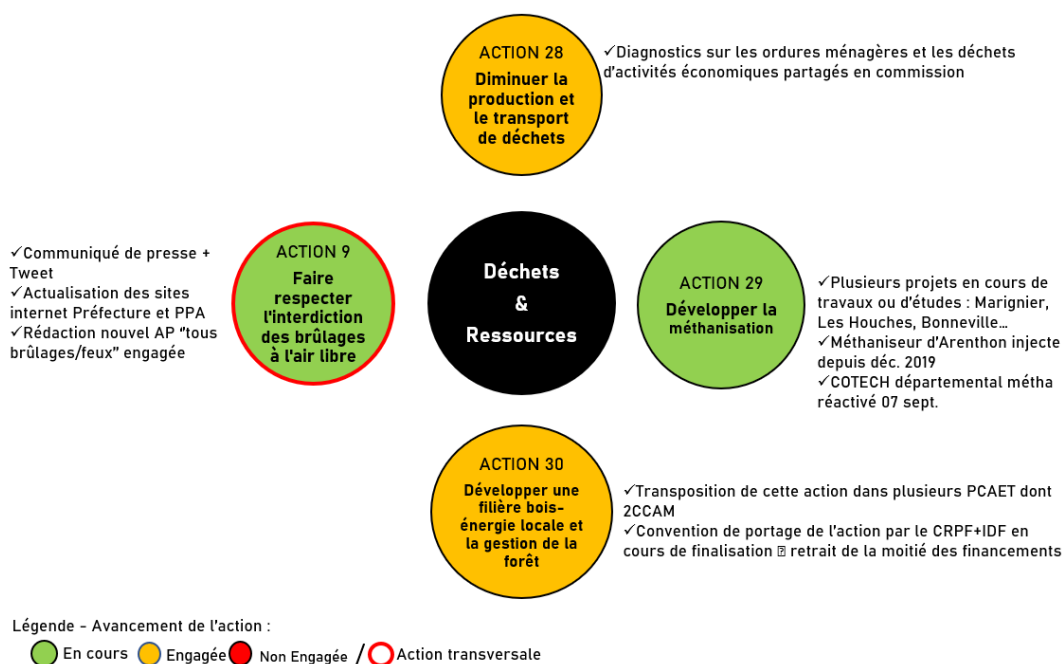 ACTION 28
Diminuer la
production et
le transport
de déchets
✓Diagnostics sur les ordures ménagères et les déchets
d'activités économiques partagés en commission
✓Communiqué de presse +
Tweet
✓Actualisation des sites
internet Préfecture et PPA
✓Rédaction nouvel AP "tous
brûlages/feux" engagée
ACTION 9
Faire
respecter
l'interdiction
des brûlages
à l'air libre
Déchets
&
Ressources
ACTION 29
Développer la
méthanisation
✓Plusieurs projets en cours de
travaux ou d'études : Marignier,
Les Houches, Bonneville…
✓Méthaniseur d'Arenthon injecte
depuis déc. 2019
✓COTECH départemental métha
réactivé 07 sept.
ACTION 30
Développer une
filière bois-
énergie locale et
la gestion de la
forêt
✓Transposition de cette action dans plusieurs PCAET dont
2CCAM
✓Convention de portage de l'action par le CRPF+IDF en
cours de finalisation � retrait de la moitié des financements
Légende - Avancement de l'action :
En cours Engagée Non Engagée / Action transversale